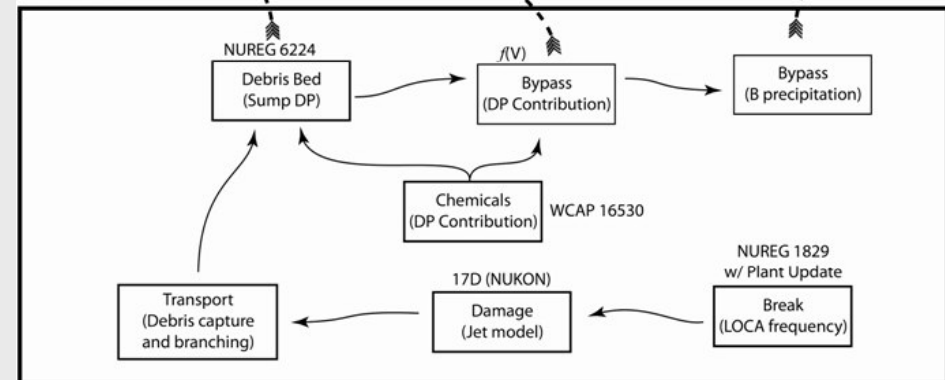 NUREG 6224
Debris Bed
(Sump DP)
f(V)
Bypass
(DP Contribution)
Bypass
(B precipitation)
Chemicals
(DP Contribution)
WCAP 16530
NUREG 1829
w/ Plant Update
17D (NUKON)
Transport
(Debris capture
and branching)
Damage
(Jet model)
Break
(LOCA frequency)